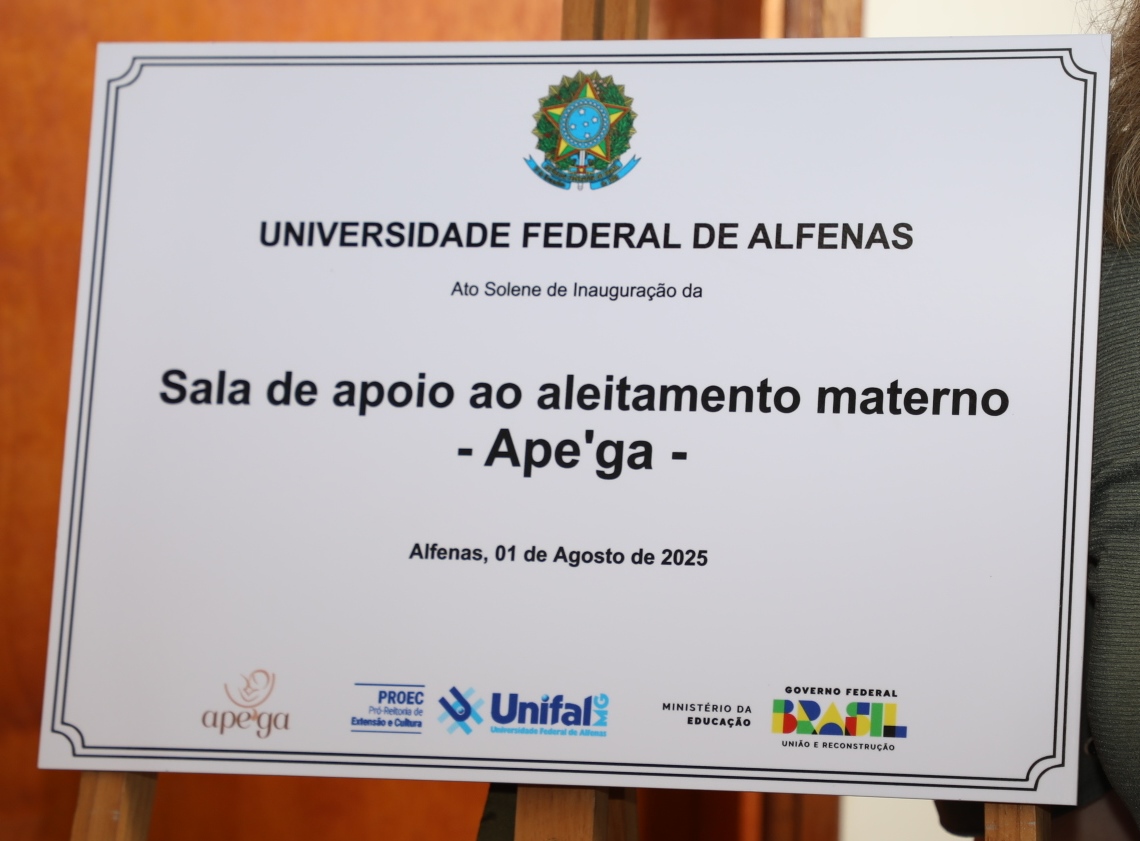 UNIVERSIDADE FEDERAL DE ALFENAS
Ato Solene de Inauguração da
Sala de apoio ao aleitamento materno
- Ape'ga -
Alfenas, 01 de Agosto de 2025
ape'ga
PROEC
Pró-Reitoria de
Extensão e Cultura
Unifal MG
Universidade Federal de Alfenas
MINISTÉRIO DA
EDUCAÇÃO
GOVERNO FEDERAL
BRASIL
UNIÃO E RECONSTRUÇÃO